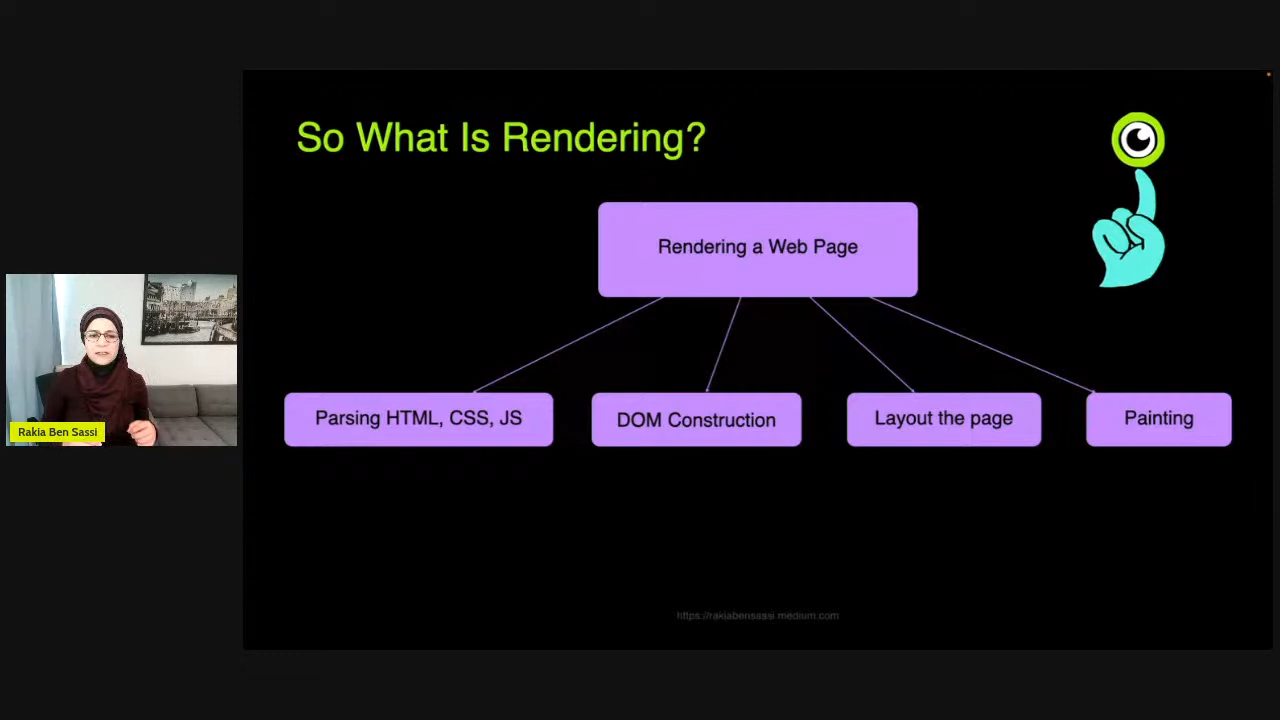 So What Is Rendering?
Rendering a Web Page
Parsing HTML, CSS, JS
DOM Construction
Layout the page
Painting
Rakia Ben Sassi
https://rakiabensassi.medium.com